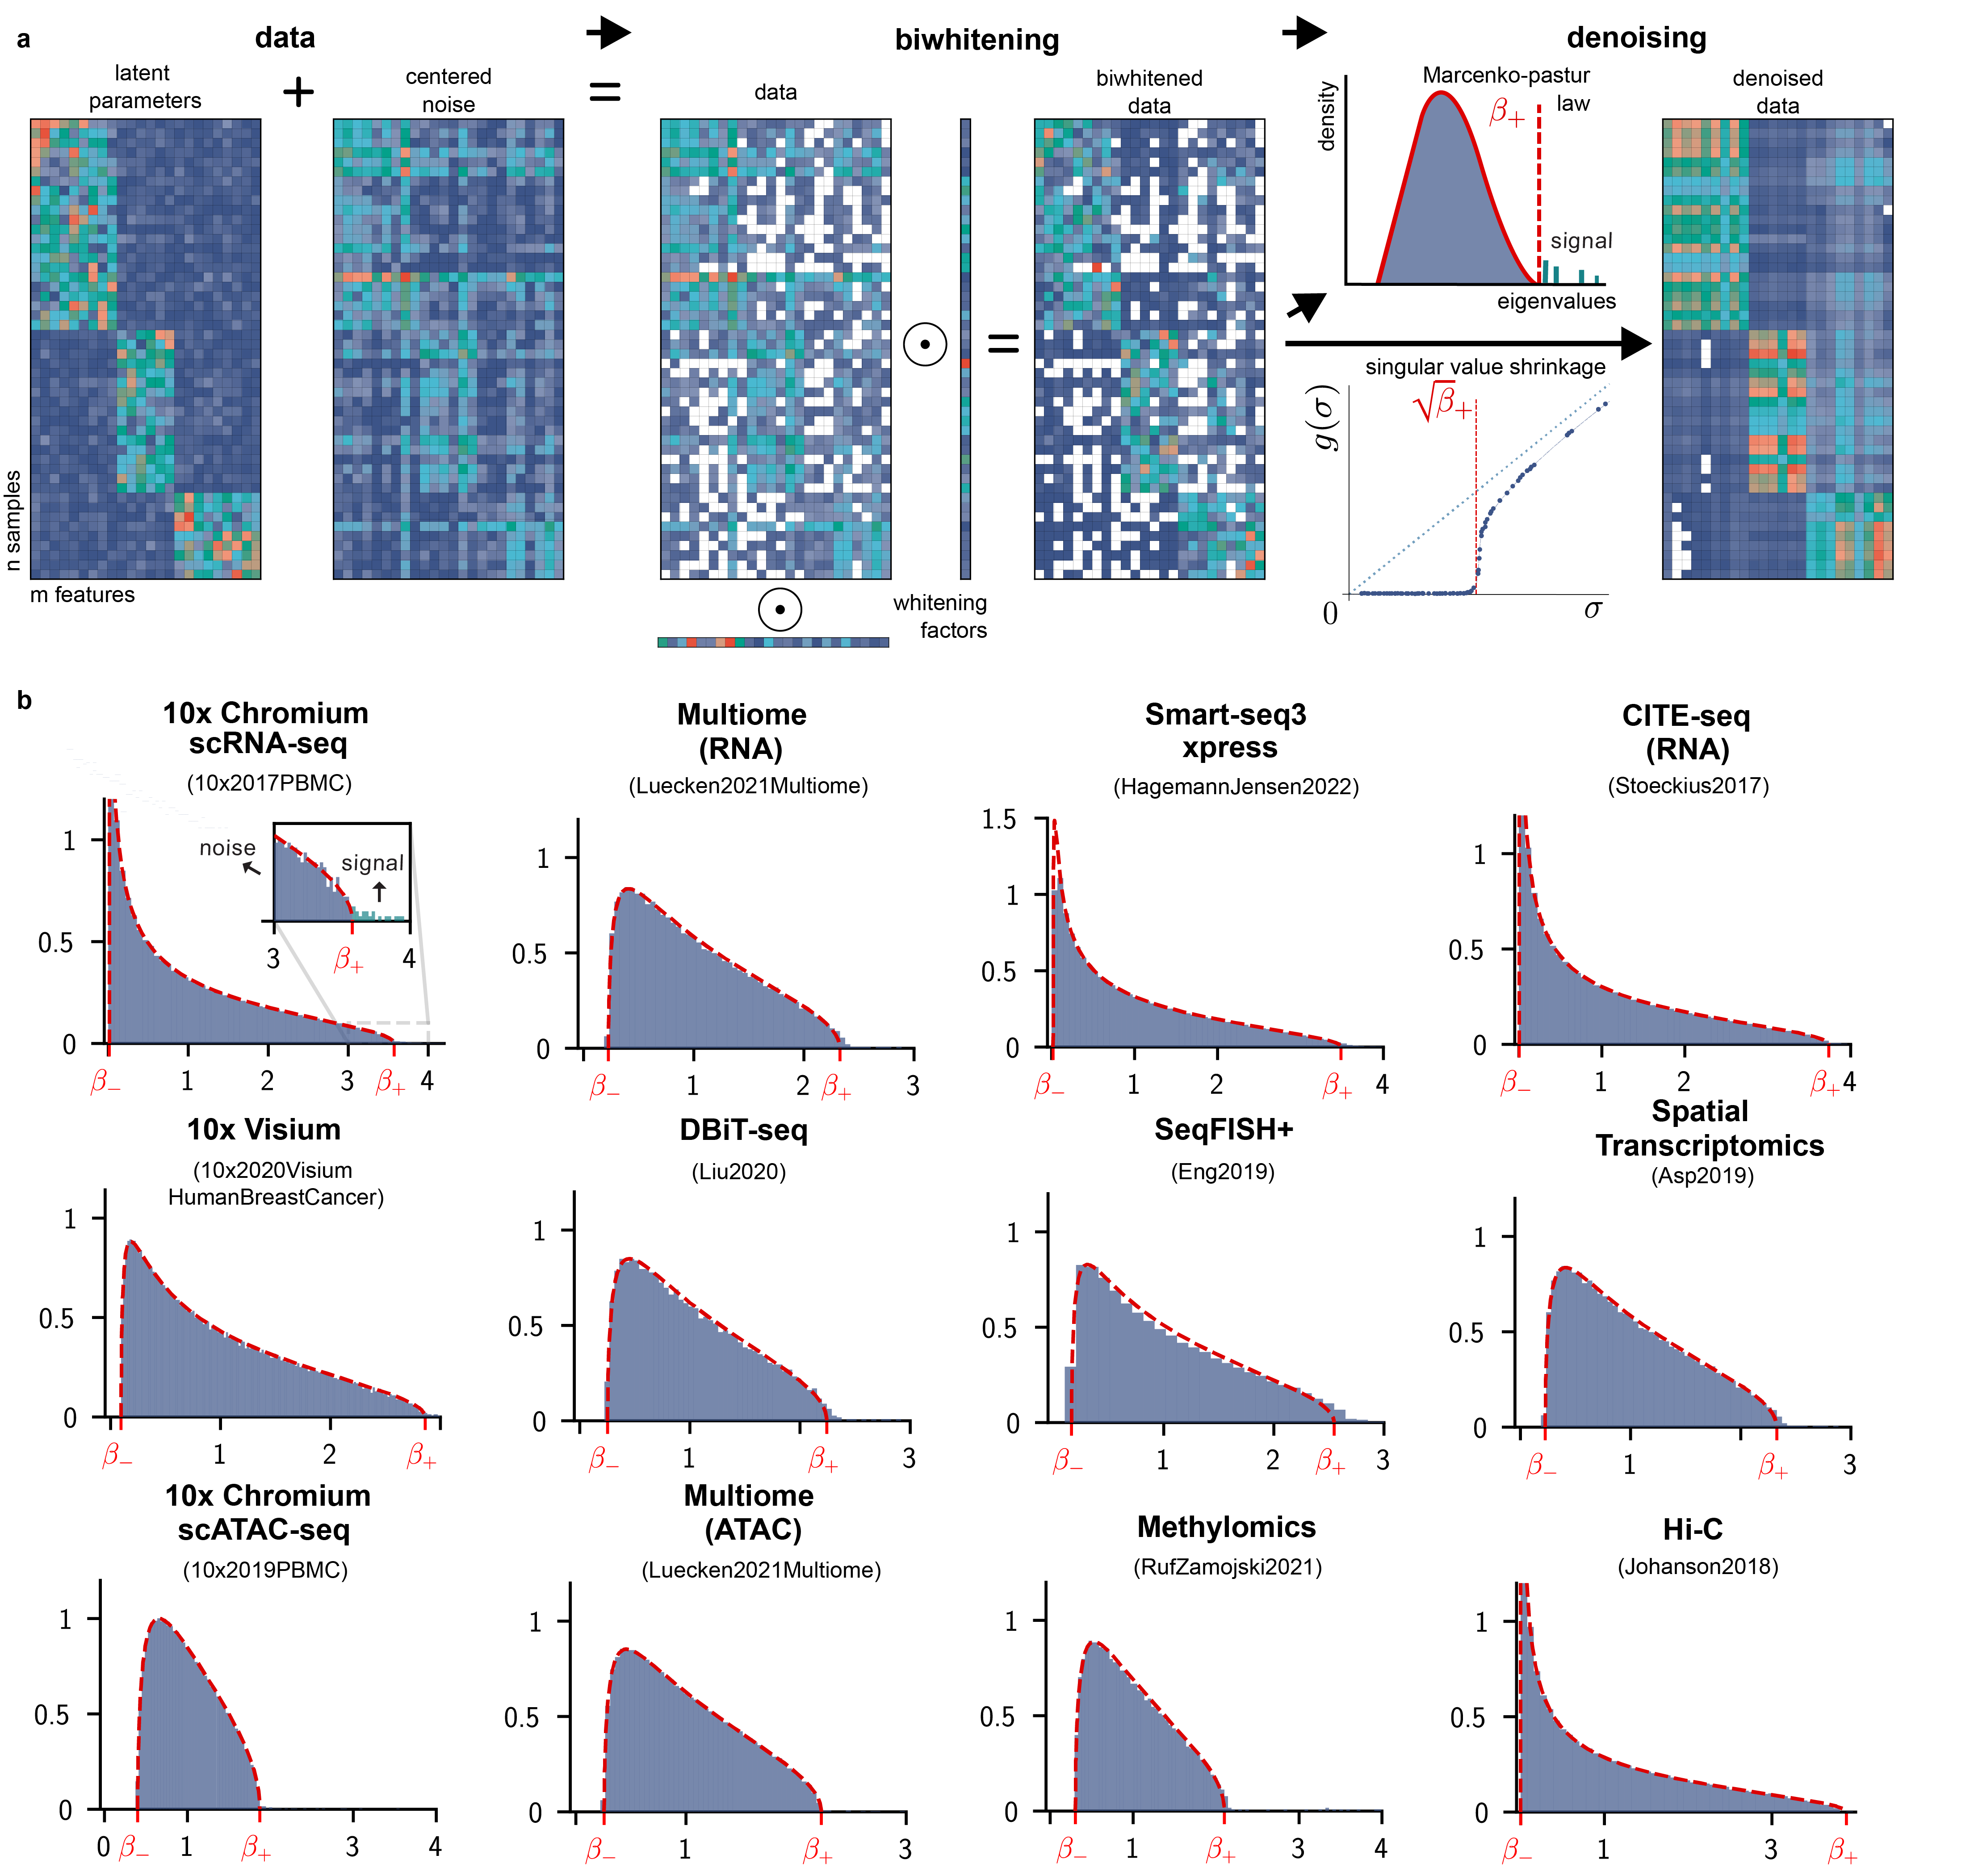 a
data
biwhitening
denoising
latent
parameters
+
centered
noise
=
data
=
biwhitened
data
Marcenko-pastur
law
β+
density
signal
eigenvalues
denoised
data
singular value shrinkage
√β+
g(σ)
0
σ
n samples
m features
whitening
factors
b
10x Chromium
scRNA-seq
(10x2017PBMC)
1
0.5
0
noise
signal
3
β+
4
β−
1
2
3
β+
4
Multiome
(RNA)
(Luecken2021Multiome)
1
0.5
0
β−
1
2
β+
3
Smart-seq3
xpress
(HagemannJensen2022)
1.5
1
0.5
0
β−
1
2
β+
4
CITE-seq
(RNA)
(Stoeckius2017)
1
0.5
0
β−
1
2
β+
4
10x Visium
(10x2020Visium
HumanBreastCancer)
1
0.5
0
β−
1
2
β+
DBiT-seq
(Liu2020)
1
0.5
0
β−
1
β+
3
SeqFISH+
(Eng2019)
1
0.5
0
β−
1
2
β+
3
Spatial
Transcriptomics
(Asp2019)
1
0.5
0
β−
1
β+
3
10x Chromium
scATAC-seq
(10x2019PBMC)
1
0.5
0
0
β−
1
β+
3
4
Multiome
(ATAC)
(Luecken2021Multiome)
1
0.5
0
β−
1
β+
3
Methylomics
(RufZamojski2021)
1
0.5
0
β−
1
β+
3
4
Hi-C
(Johanson2018)
1
0.5
0
β−
1
3
β+